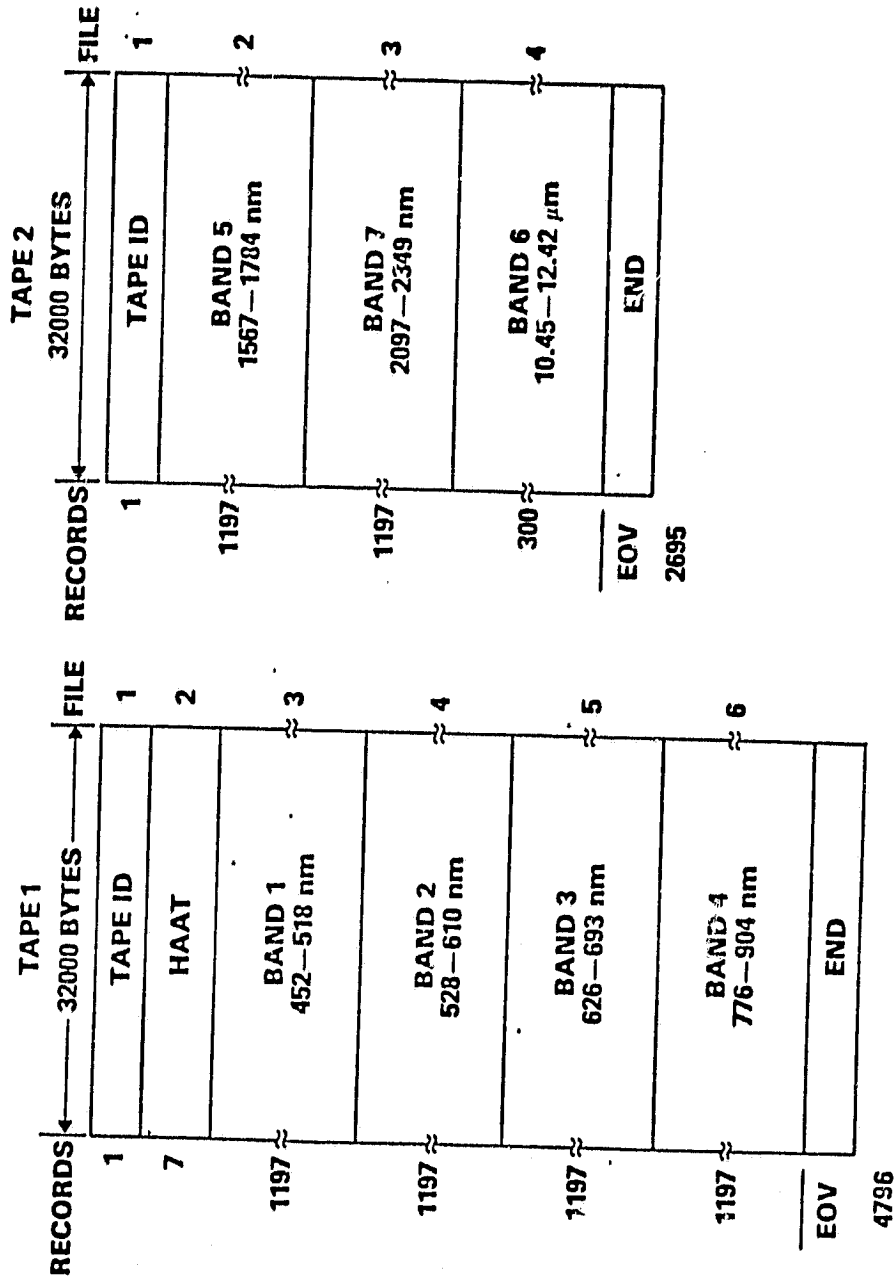 TAPE 1
RECORDS 32000 BYTES FILE
1 TAPE ID 1
7 HAAT 2
1197 BAND 1 3
452–518 nm
1197 BAND 2 4
528–610 nm
1197 BAND 3 5
626–693 nm
1197 BAND 4 6
776–904 nm
EOV END
4796
TAPE 2
RECORDS 32000 BYTES FILE
1 TAPE ID 1
1197 BAND 5 2
1567–1784 nm
1197 BAND 7 3
2097–2349 nm
300 BAND 6 4
10.45–12.42 μm
EOV END
2695